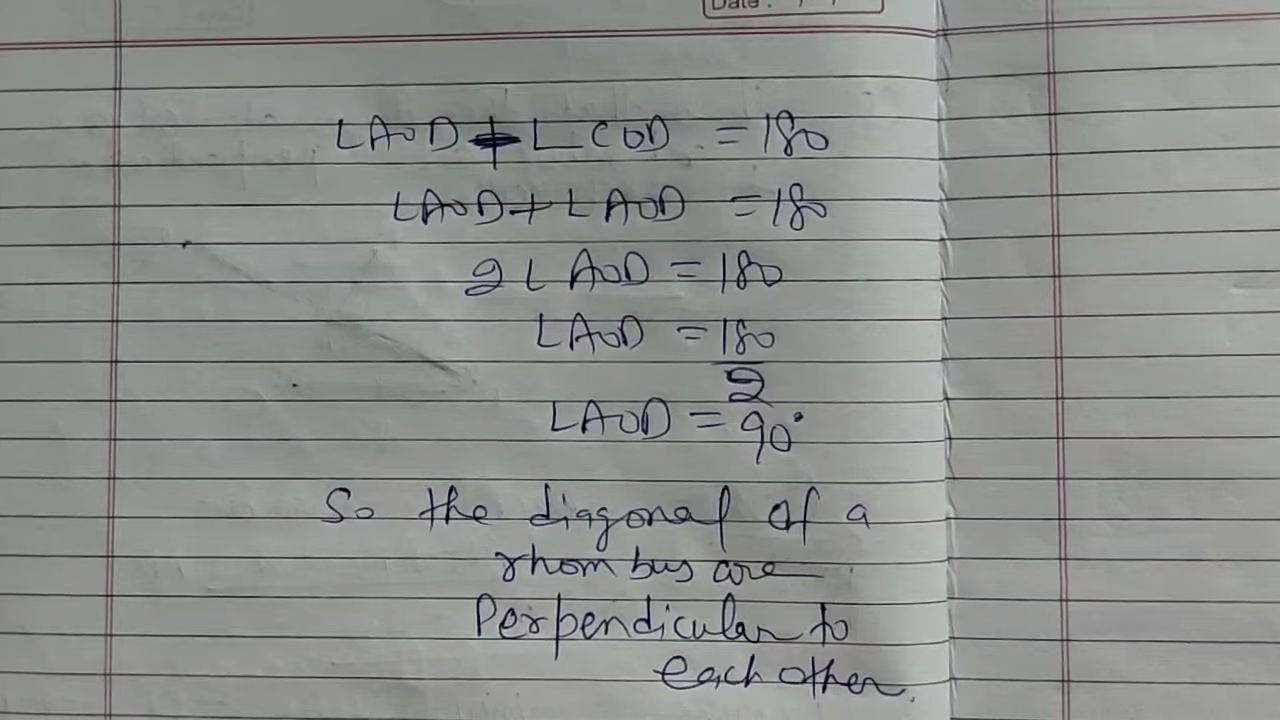 Date : / /
∠AOD + ∠COD = 180
∠AOD + ∠AOD = 180
2∠AOD = 180
∠AOD = 180
2
∠AOD = 90°
So the diagonal of a
rhombus are
Perpendicular to
each other.